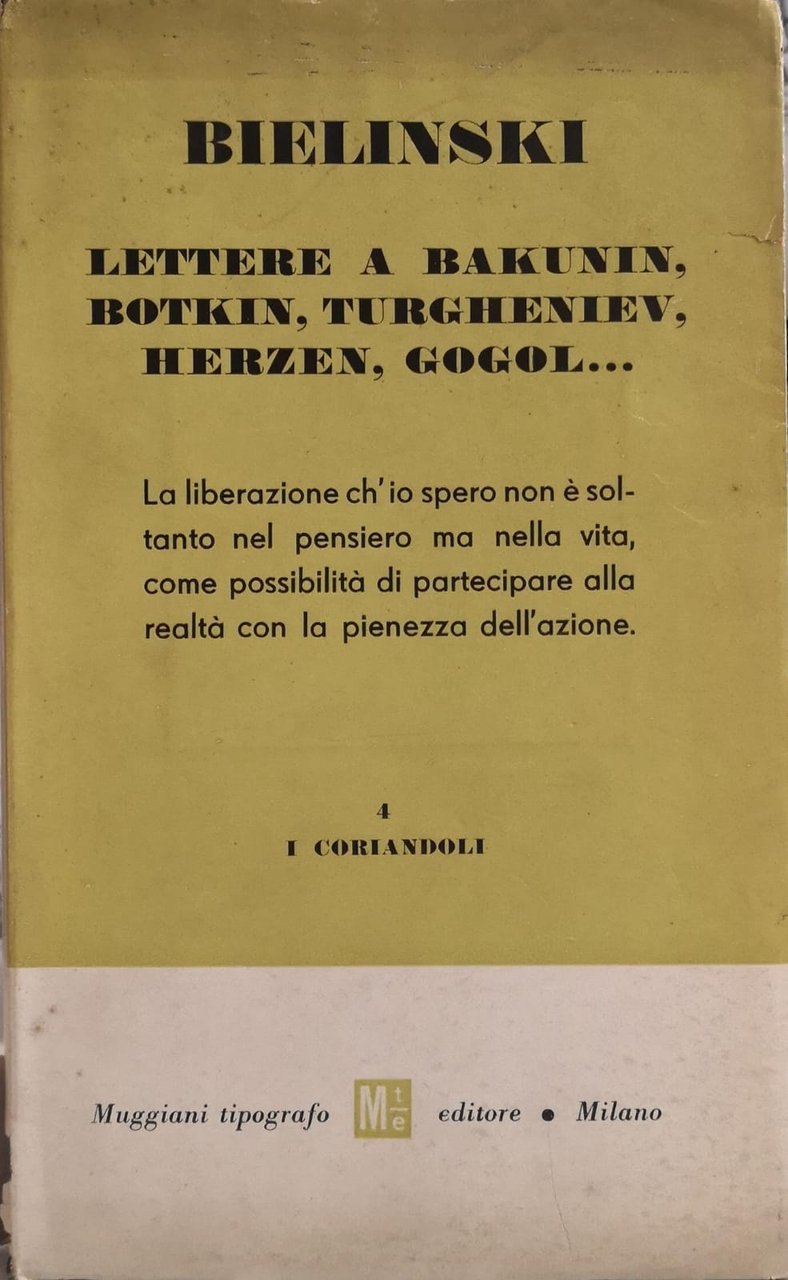 BIELINSKI
LETTERE A BAKUNIN,
BOTKIN, TURGHENIEV,
HERZEN, GOGOL...
La liberazione ch'io spero non è sol-
tanto nel pensiero ma nella vita,
come possibilità di partecipare alla
realtà con la pienezza dell'azione.
4
I CORIANDOLI
Muggiani tipografo Mte editore • Milano